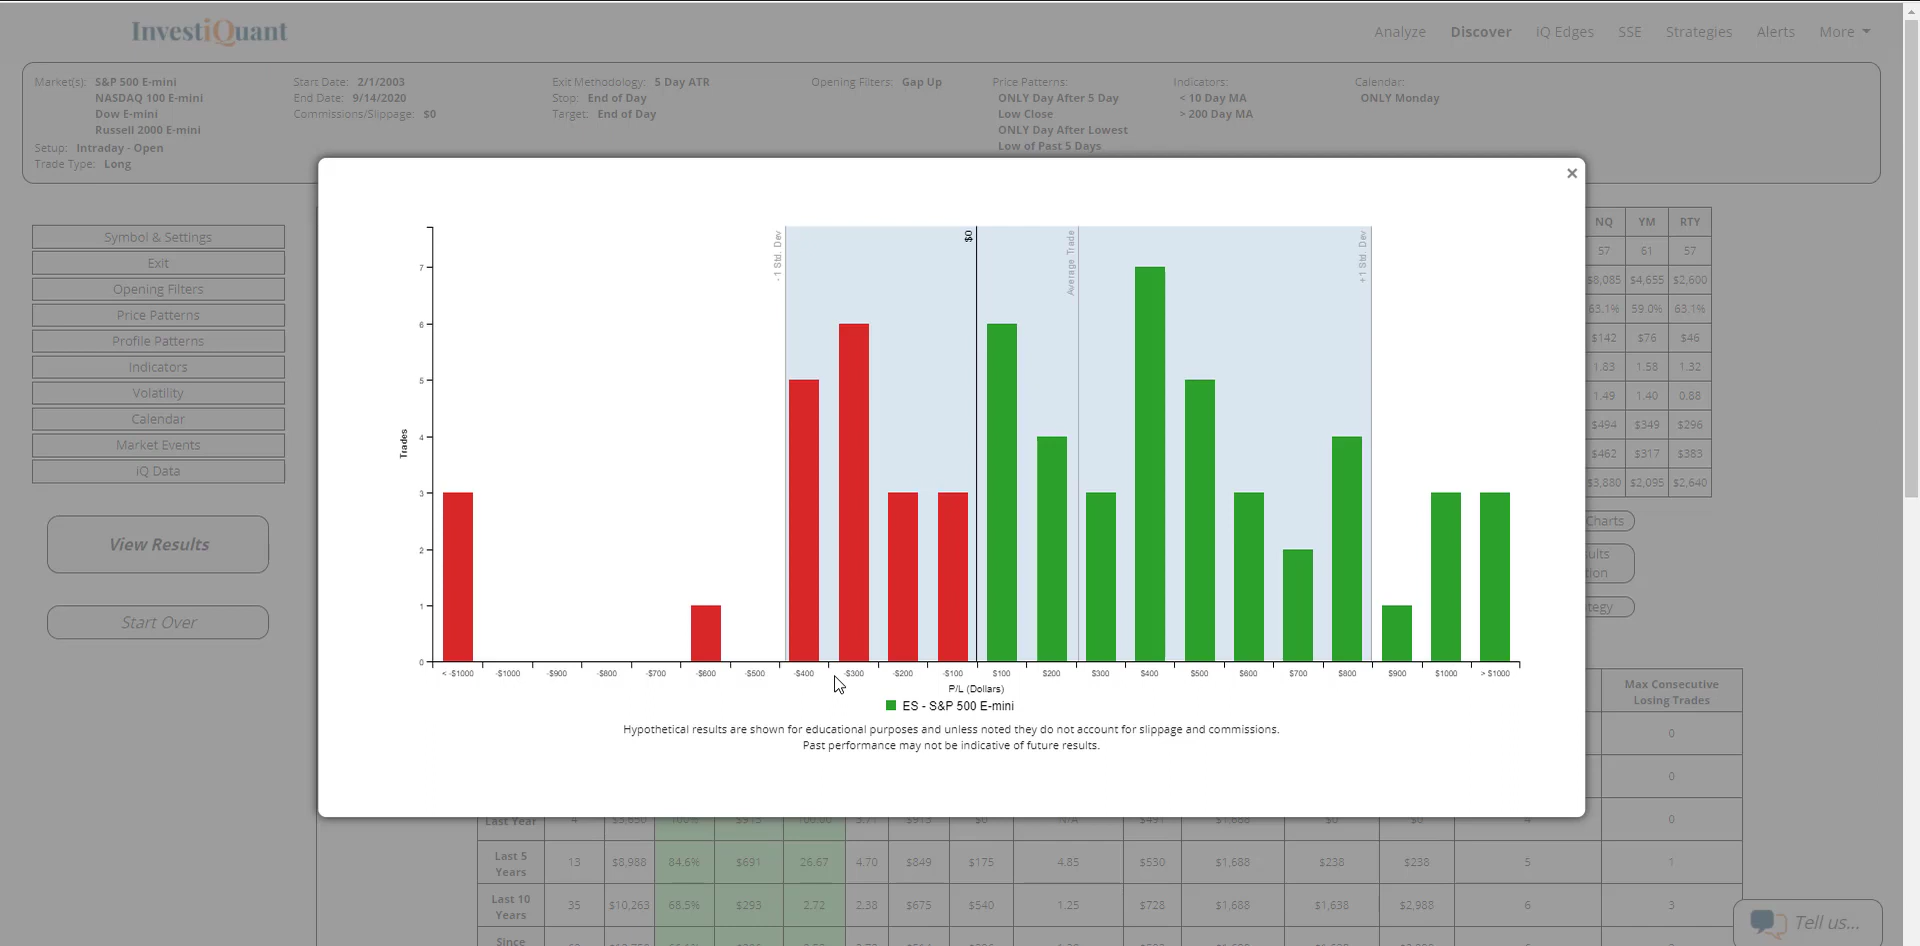 InvestiQuant
Analyze Discover IQ Edges SSE Strategies Alerts More
Market(s): S&P 500 E-mini
NASDAQ 100 E-mini
Dow E-mini
Russell 2000 E-mini
Setup: Intraday - Open
Trade Type: Long
Start Date: 2/1/2003
End Date: 9/14/2020
Commissions/Slippage: $0
Exit Methodology: 5 Day ATR
Stop: End of Day
Target: End of Day
Opening Filters: Gap Up
Price Patterns:
ONLY Day After 5 Day
Low Close
ONLY Day After Lowest
Low of Past 5 Days
Indicators:
< 10 Day MA
> 200 Day MA
Calendar:
ONLY Monday
Symbol & Settings
Exit
Opening Filters
Price Patterns
Profile Patterns
Indicators
Volatility
Calendar
Market Events
iQ Data
View Results
Start Over
×
- 1 Std. Dev
$0
Average Trade
+1 Std. Dev
Trades
7
6
5
4
3
2
1
0
< -$1000 -$1000 -$900 -$800 -$700 -$600 -$500 -$400 -$300 -$200 -$100 $100 $200 $300 $400 $500 $600 $700 $800 $900 $1000 > $1000
P/L (Dollars)
ES - S&P 500 E-mini
Hypothetical results are shown for educational purposes and unless noted they do not account for slippage and commissions.
Past performance may not be indicative of future results.
NQ YM RTY
57 61 57
$8,085 $4,655 $2,600
63.1% 59.0% 63.1%
$142 $76 $46
1.83 1.58 1.32
1.49 1.40 0.88
$494 $349 $296
$462 $317 $383
$3,880 $2,095 $2,640
Charts
Max Consecutive
Losing Trades
0
0
Last Year 4 0
Last 5
Years
13 $8,988 84.6% $691 26.67 4.70 $849 $175 4.85 $530 $1,688 $238 $238 5 1
Last 10
Years
35 $10,263 68.5% $293 2.72 2.38 $675 $540 1.25 $728 $1,688 $1,638 $2,988 6 3
Since
Tell us...